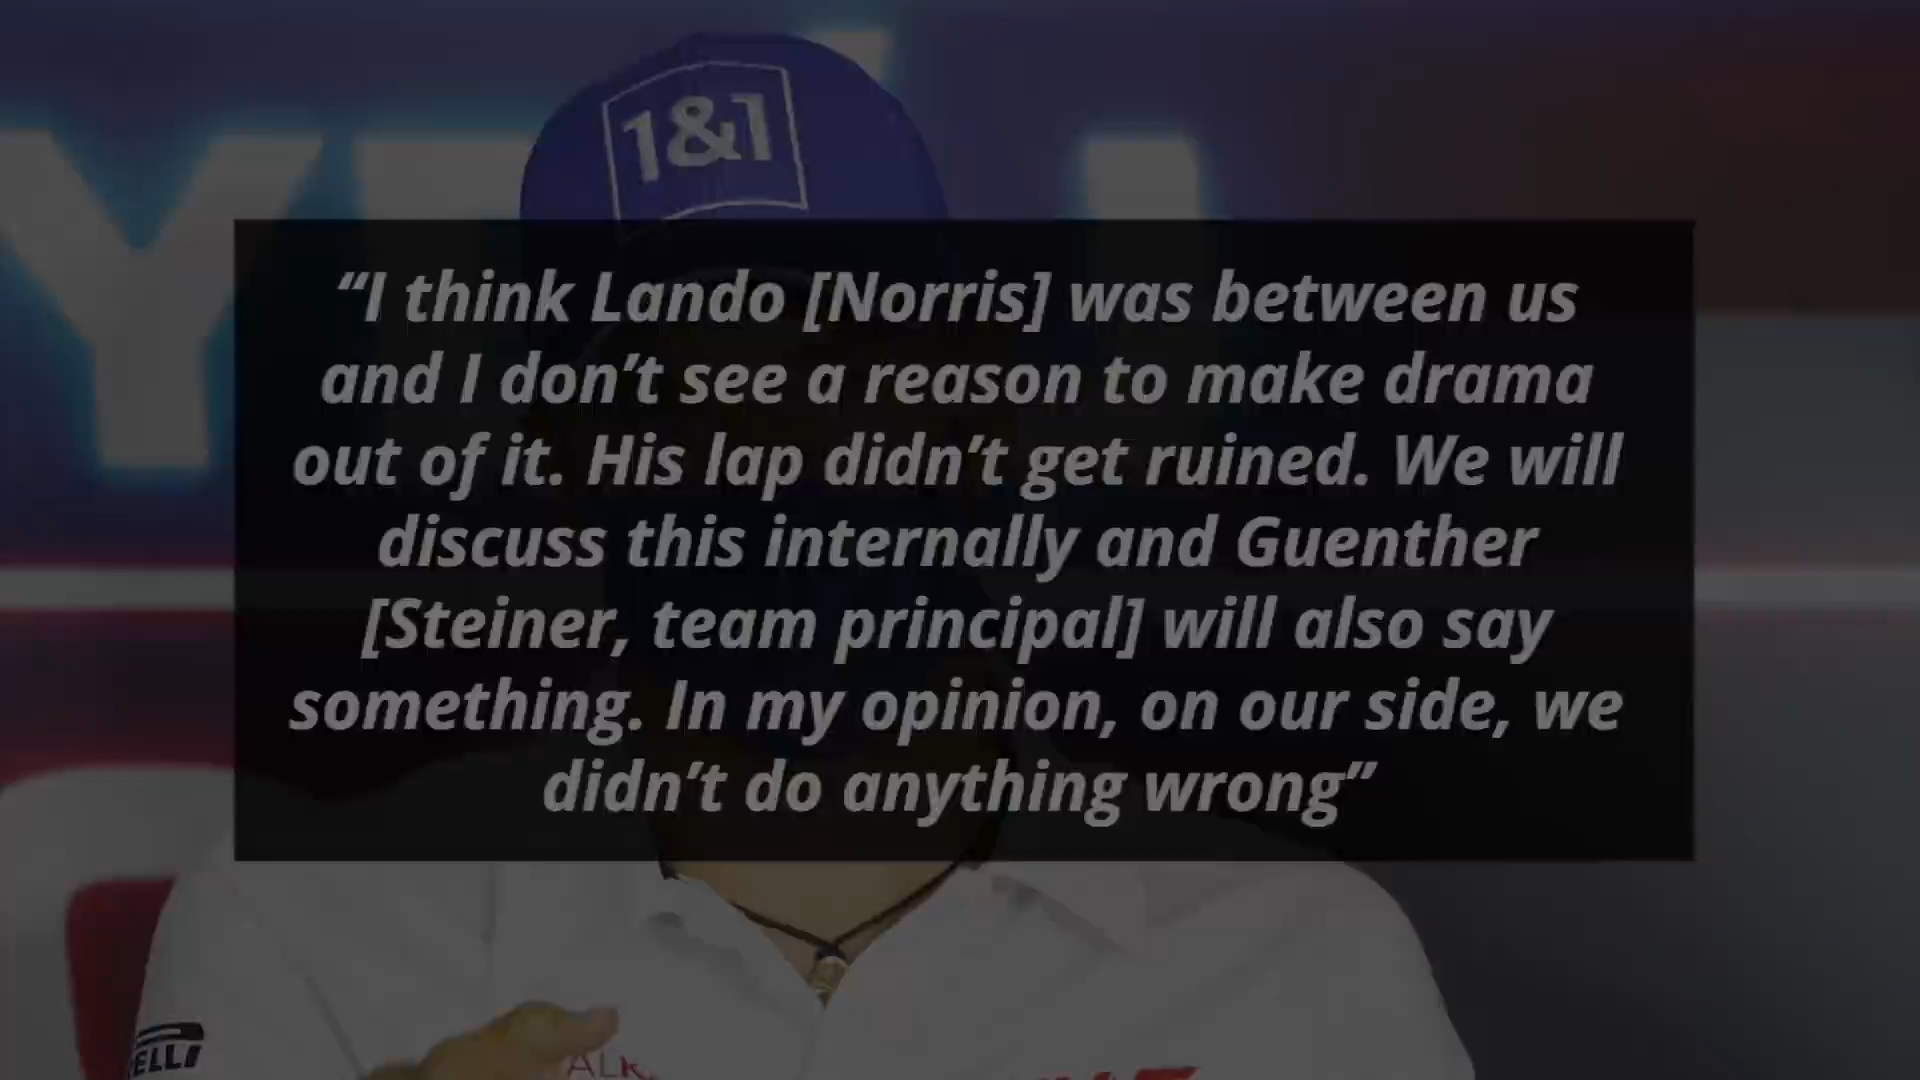 1&1
“I think Lando [Norris] was between us
and I don’t see a reason to make drama
out of it. His lap didn’t get ruined. We will
discuss this internally and Guenther
[Steiner, team principal] will also say
something. In my opinion, on our side, we
didn’t do anything wrong”